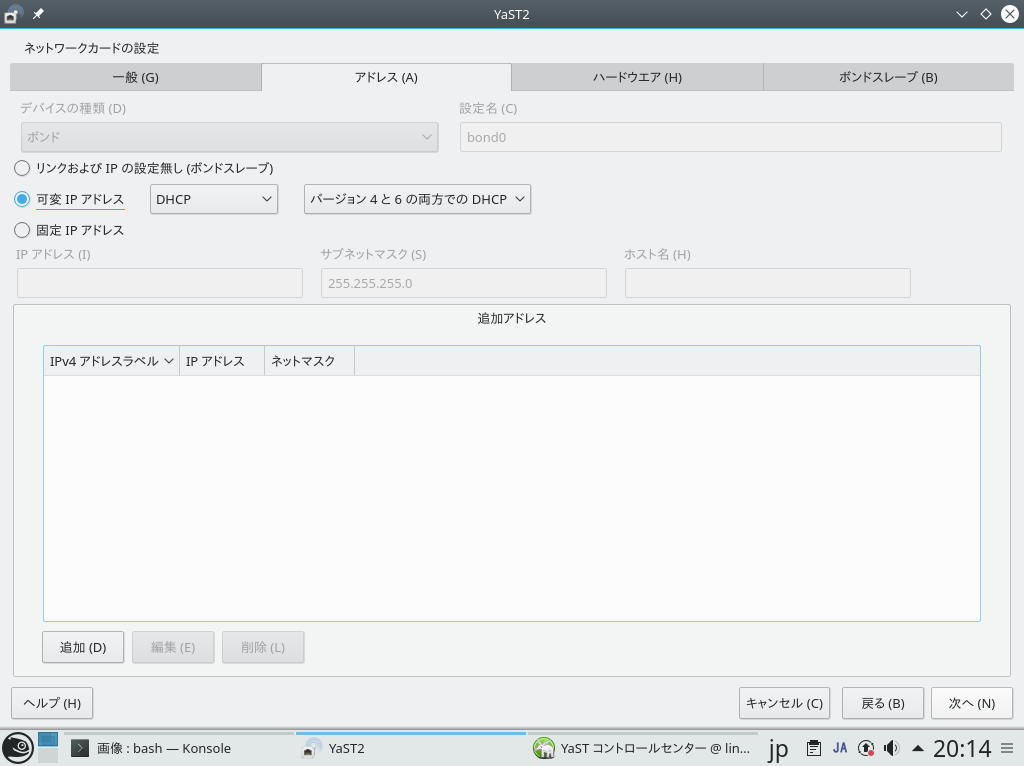 YaST2
ネットワークカードの設定
一般 (G)
アドレス (A)
ハードウエア (H)
ボンドスレーブ (B)
デバイスの種類 (D)
設定名 (C)
ボンド
bond0
リンクおよび IP の設定無し (ボンドスレーブ)
可変 IP アドレス
DHCP
バージョン 4 と 6 の両方での DHCP
固定 IP アドレス
IP アドレス (I)
サブネットマスク (S)
ホスト名 (H)
255.255.255.0
追加アドレス
IPv4 アドレスラベル
IP アドレス
ネットマスク
追加 (D)
編集 (E)
削除 (L)
ヘルプ (H)
キャンセル (C)
戻る (B)
次へ (N)
画像 : bash — Konsole
YaST2
YaST コントロールセンター @ lin...
jp
JA
20:14